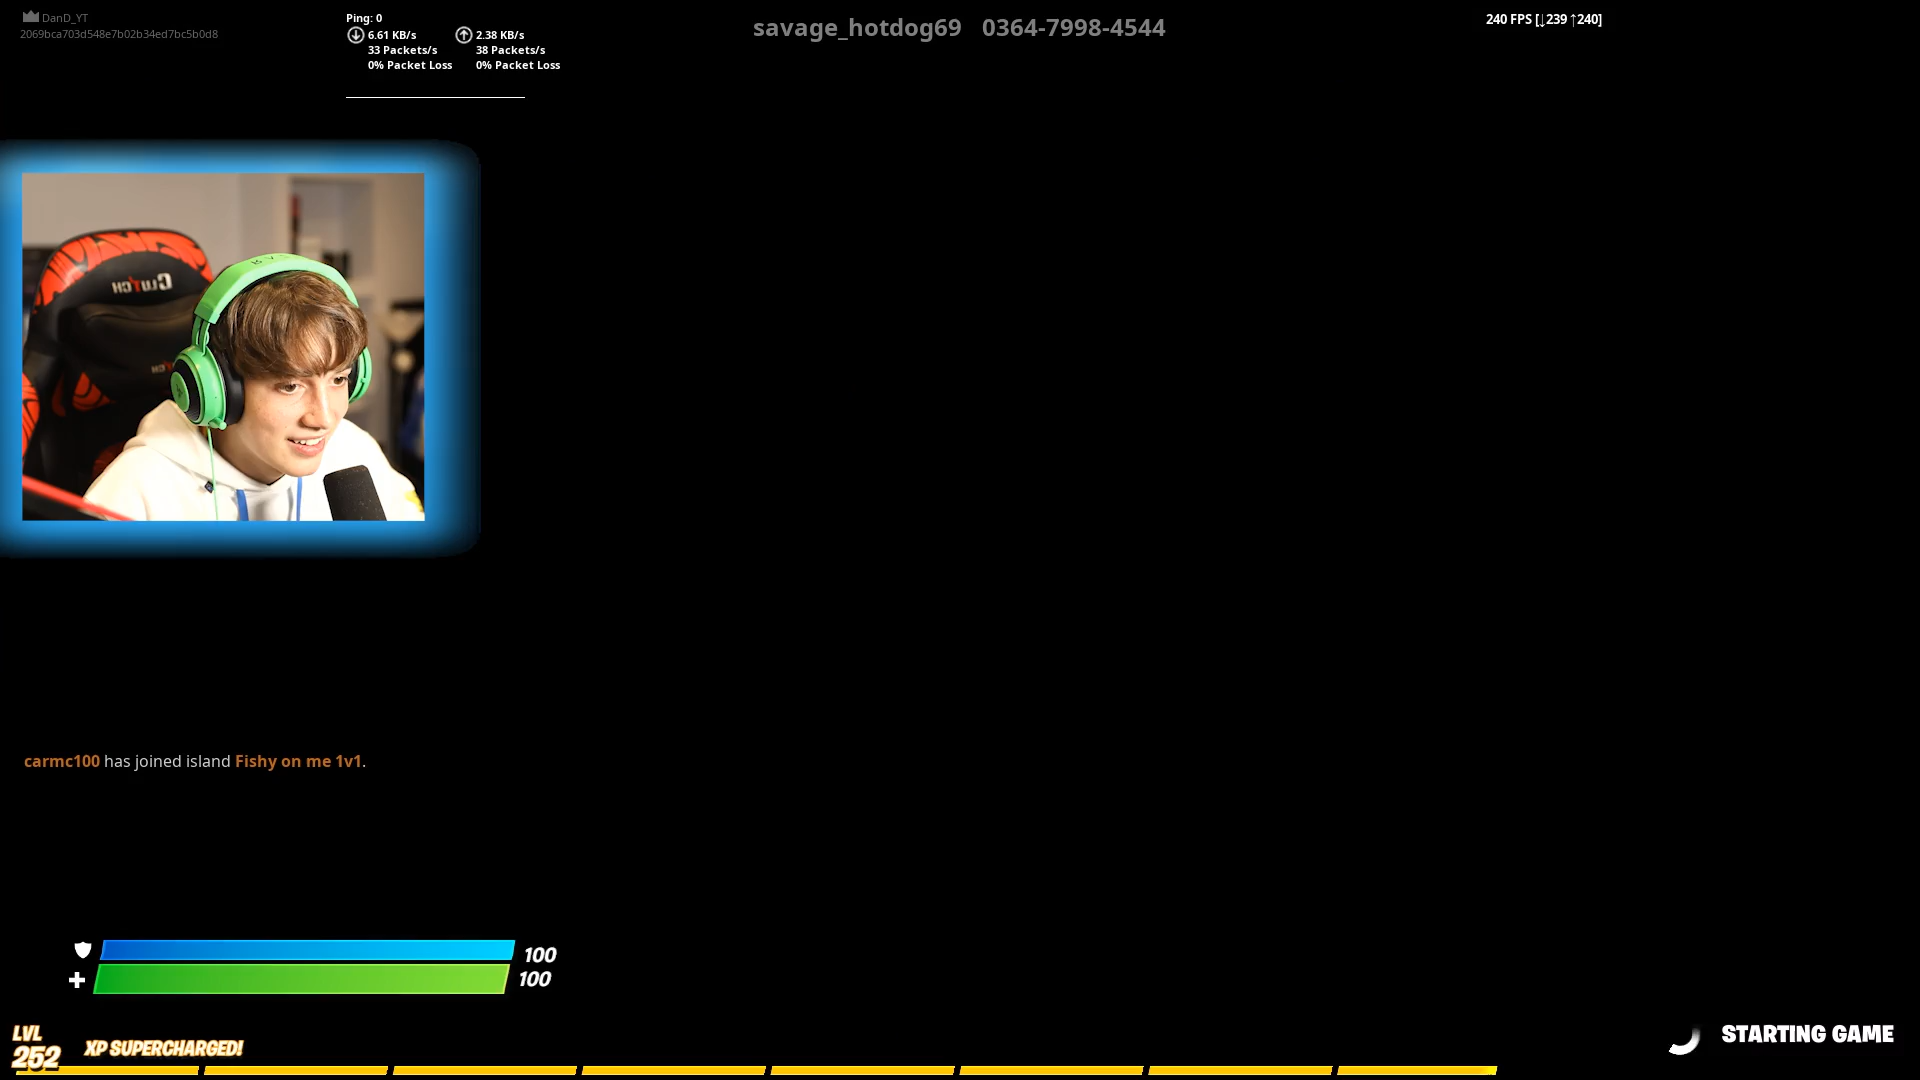 DanD_YT
2069bca703d548e7b02b34ed7bc5b0d8
Ping: 0
6.61 KB/s
2.38 KB/s
33 Packets/s
38 Packets/s
0% Packet Loss
0% Packet Loss
savage_hotdog69 0364-7998-4544
240 FPS [↓239 ↑240]
CLUTCH
carmc100 has joined island Fishy on me 1v1.
100
100
LVL
252
XP SUPERCHARGED!
STARTING GAME